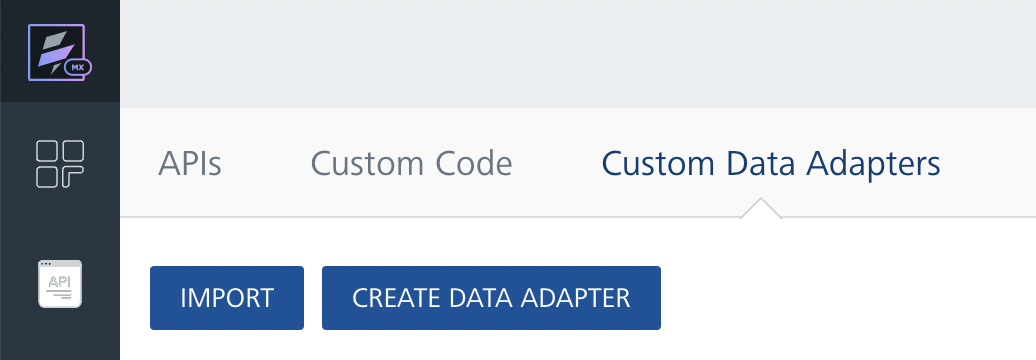 MX
APIs Custom Code Custom Data Adapters
API
IMPORT CREATE DATA ADAPTER